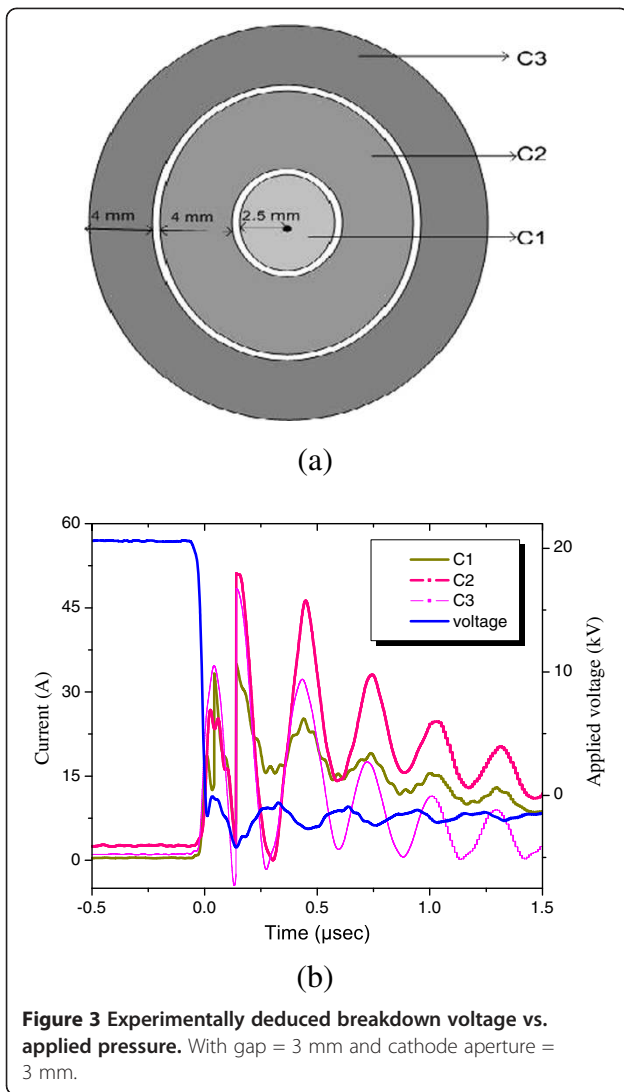 C3
C2
4 mm 4 mm 2.5 mm
C1
(a)
60
45
30
15
0
Current (A)
C1
C2
C3
voltage
20
10
0
Applied voltage (kV)
-0.5 0.0 0.5 1.0 1.5
Time (µsec)
(b)
Figure 3 Experimentally deduced breakdown voltage vs.
applied pressure. With gap = 3 mm and cathode aperture =
3 mm.